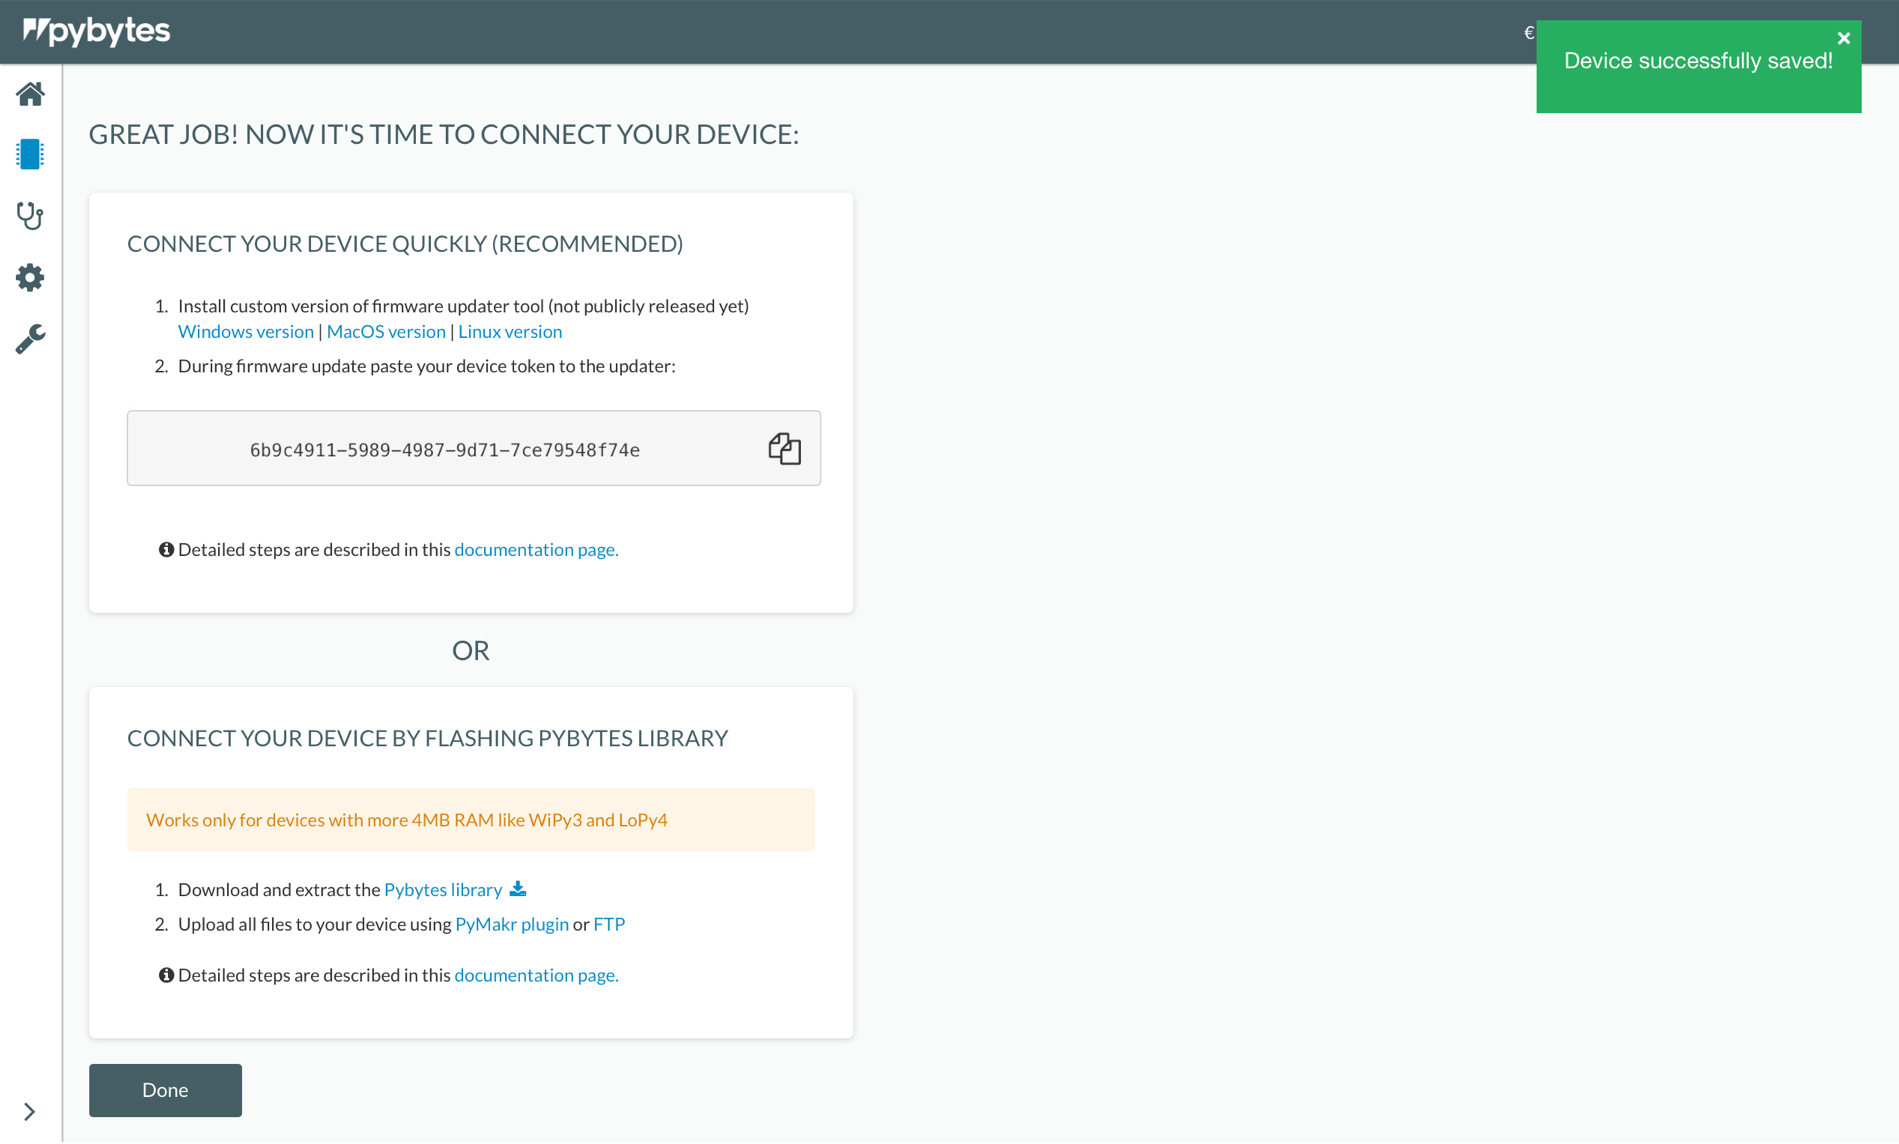 pybytes
€
Device successfully saved!
GREAT JOB! NOW IT'S TIME TO CONNECT YOUR DEVICE:
CONNECT YOUR DEVICE QUICKLY (RECOMMENDED)
1. Install custom version of firmware updater tool (not publicly released yet)
Windows version | MacOS version | Linux version
2. During firmware update paste your device token to the updater:
6b9c4911-5989-4987-9d71-7ce79548f74e
Detailed steps are described in this documentation page.
OR
CONNECT YOUR DEVICE BY FLASHING PYBYTES LIBRARY
Works only for devices with more 4MB RAM like WiPy3 and LoPy4
1. Download and extract the Pybytes library
2. Upload all files to your device using PyMakr plugin or FTP
Detailed steps are described in this documentation page.
Done